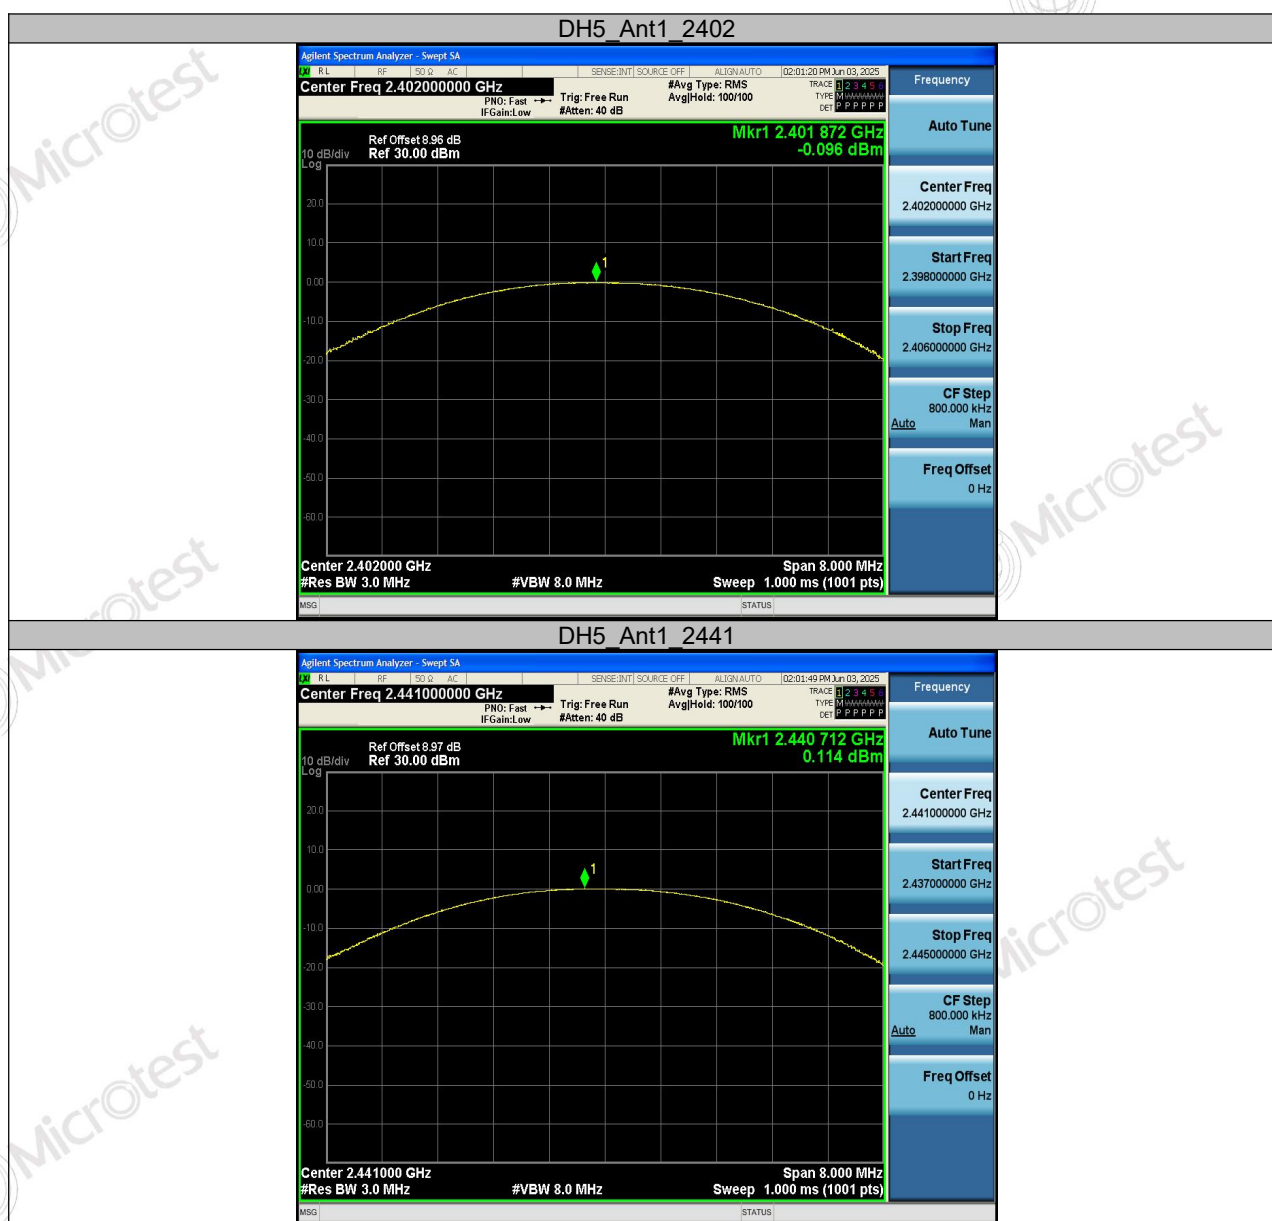 DH5_Ant1_2402
Agilent Spectrum Analyzer - Swept SA
LXI RL RF 50 Ω AC SENSE:INT SOURCE OFF ALIGNAUTO 02:01:20 PM Jun 03, 2025
Center Freq 2.402000000 GHz
PNO: Fast
IFGain:Low
Trig: Free Run
#Atten: 40 dB
#Avg Type: RMS
Avg|Hold: 100/100
TRACE 1 2 3 4 5 6
TYPE M WWWWW
DET P P P P P P
Ref Offset 8.96 dB
10 dB/div Ref 30.00 dBm
Log
Mkr1 2.401 872 GHz
-0.096 dBm
20.0
10.0
1
0.00
-10.0
-20.0
-30.0
-40.0
-50.0
-60.0
Center 2.402000 GHz
Span 8.000 MHz
#Res BW 3.0 MHz
#VBW 8.0 MHz
Sweep 1.000 ms (1001 pts)
MSG
STATUS
Frequency
Auto Tune
Center Freq
2.402000000 GHz
Start Freq
2.398000000 GHz
Stop Freq
2.406000000 GHz
CF Step
800.000 kHz
Auto Man
Freq Offset
0 Hz
DH5_Ant1_2441
Agilent Spectrum Analyzer - Swept SA
LXI RL RF 50 Ω AC SENSE:INT SOURCE OFF ALIGNAUTO 02:01:49 PM Jun 03, 2025
Center Freq 2.441000000 GHz
PNO: Fast
IFGain:Low
Trig: Free Run
#Atten: 40 dB
#Avg Type: RMS
Avg|Hold: 100/100
TRACE 1 2 3 4 5 6
TYPE M WWWWW
DET P P P P P P
Ref Offset 8.97 dB
10 dB/div Ref 30.00 dBm
Log
Mkr1 2.440 712 GHz
0.114 dBm
20.0
10.0
1
0.00
-10.0
-20.0
-30.0
-40.0
-50.0
-60.0
Center 2.441000 GHz
Span 8.000 MHz
#Res BW 3.0 MHz
#VBW 8.0 MHz
Sweep 1.000 ms (1001 pts)
MSG
STATUS
Frequency
Auto Tune
Center Freq
2.441000000 GHz
Start Freq
2.437000000 GHz
Stop Freq
2.445000000 GHz
CF Step
800.000 kHz
Auto Man
Freq Offset
0 Hz
Microtest
Microtest
Microtest
Microtest
Microtest